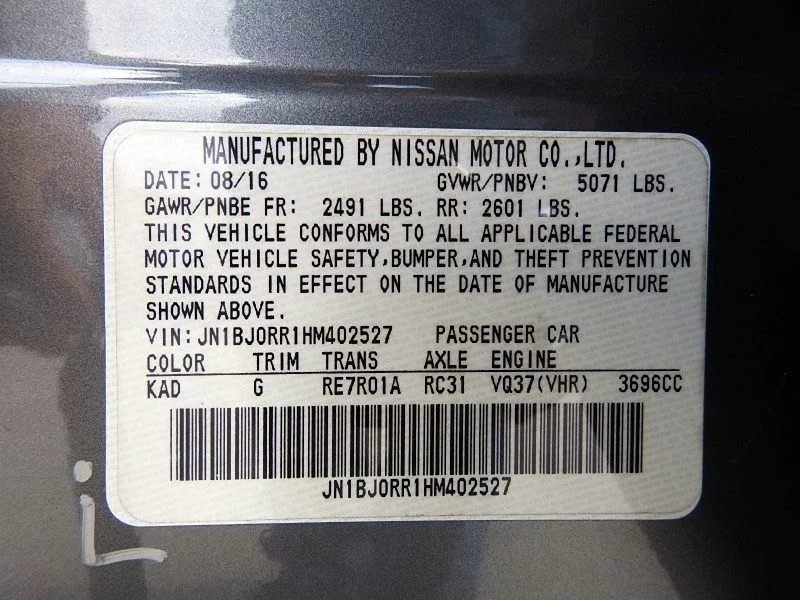 MANUFACTURED BY NISSAN MOTOR CO.,LTD.
DATE: 08/16 GVWR/PNBV: 5071 LBS.
GAWR/PNBE FR: 2491 LBS. RR: 2601 LBS.
THIS VEHICLE CONFORMS TO ALL APPLICABLE FEDERAL
MOTOR VEHICLE SAFETY,BUMPER,AND THEFT PREVENTION
STANDARDS IN EFFECT ON THE DATE OF MANUFACTURE
SHOWN ABOVE.
VIN: JN1BJ0RR1HM402527 PASSENGER CAR
COLOR TRIM TRANS AXLE ENGINE
KAD G RE7R01A RC31 VQ37(VHR) 3696CC
JN1BJ0RR1HM402527